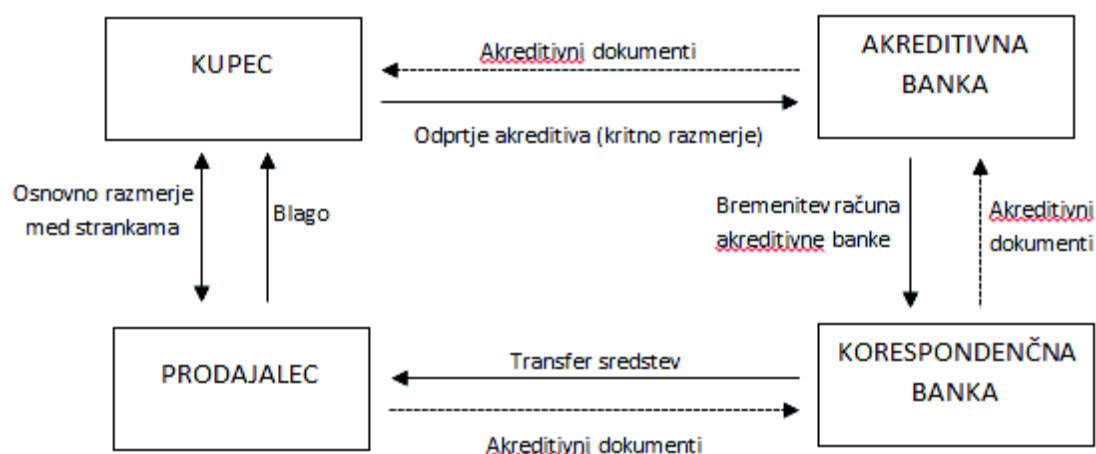 KUPEC
Akreditivni dokumenti
AKREDITIVNA
BANKA
Odprtje akreditiva (kritno razmerje)
Osnovno razmerje
med strankama
Blago
Bremenitev računa
akreditivne banke
Akreditivni
dokumenti
PRODAJALEC
Transfer sredstev
KORESPONDENČNA
BANKA
Akreditivni dokumenti